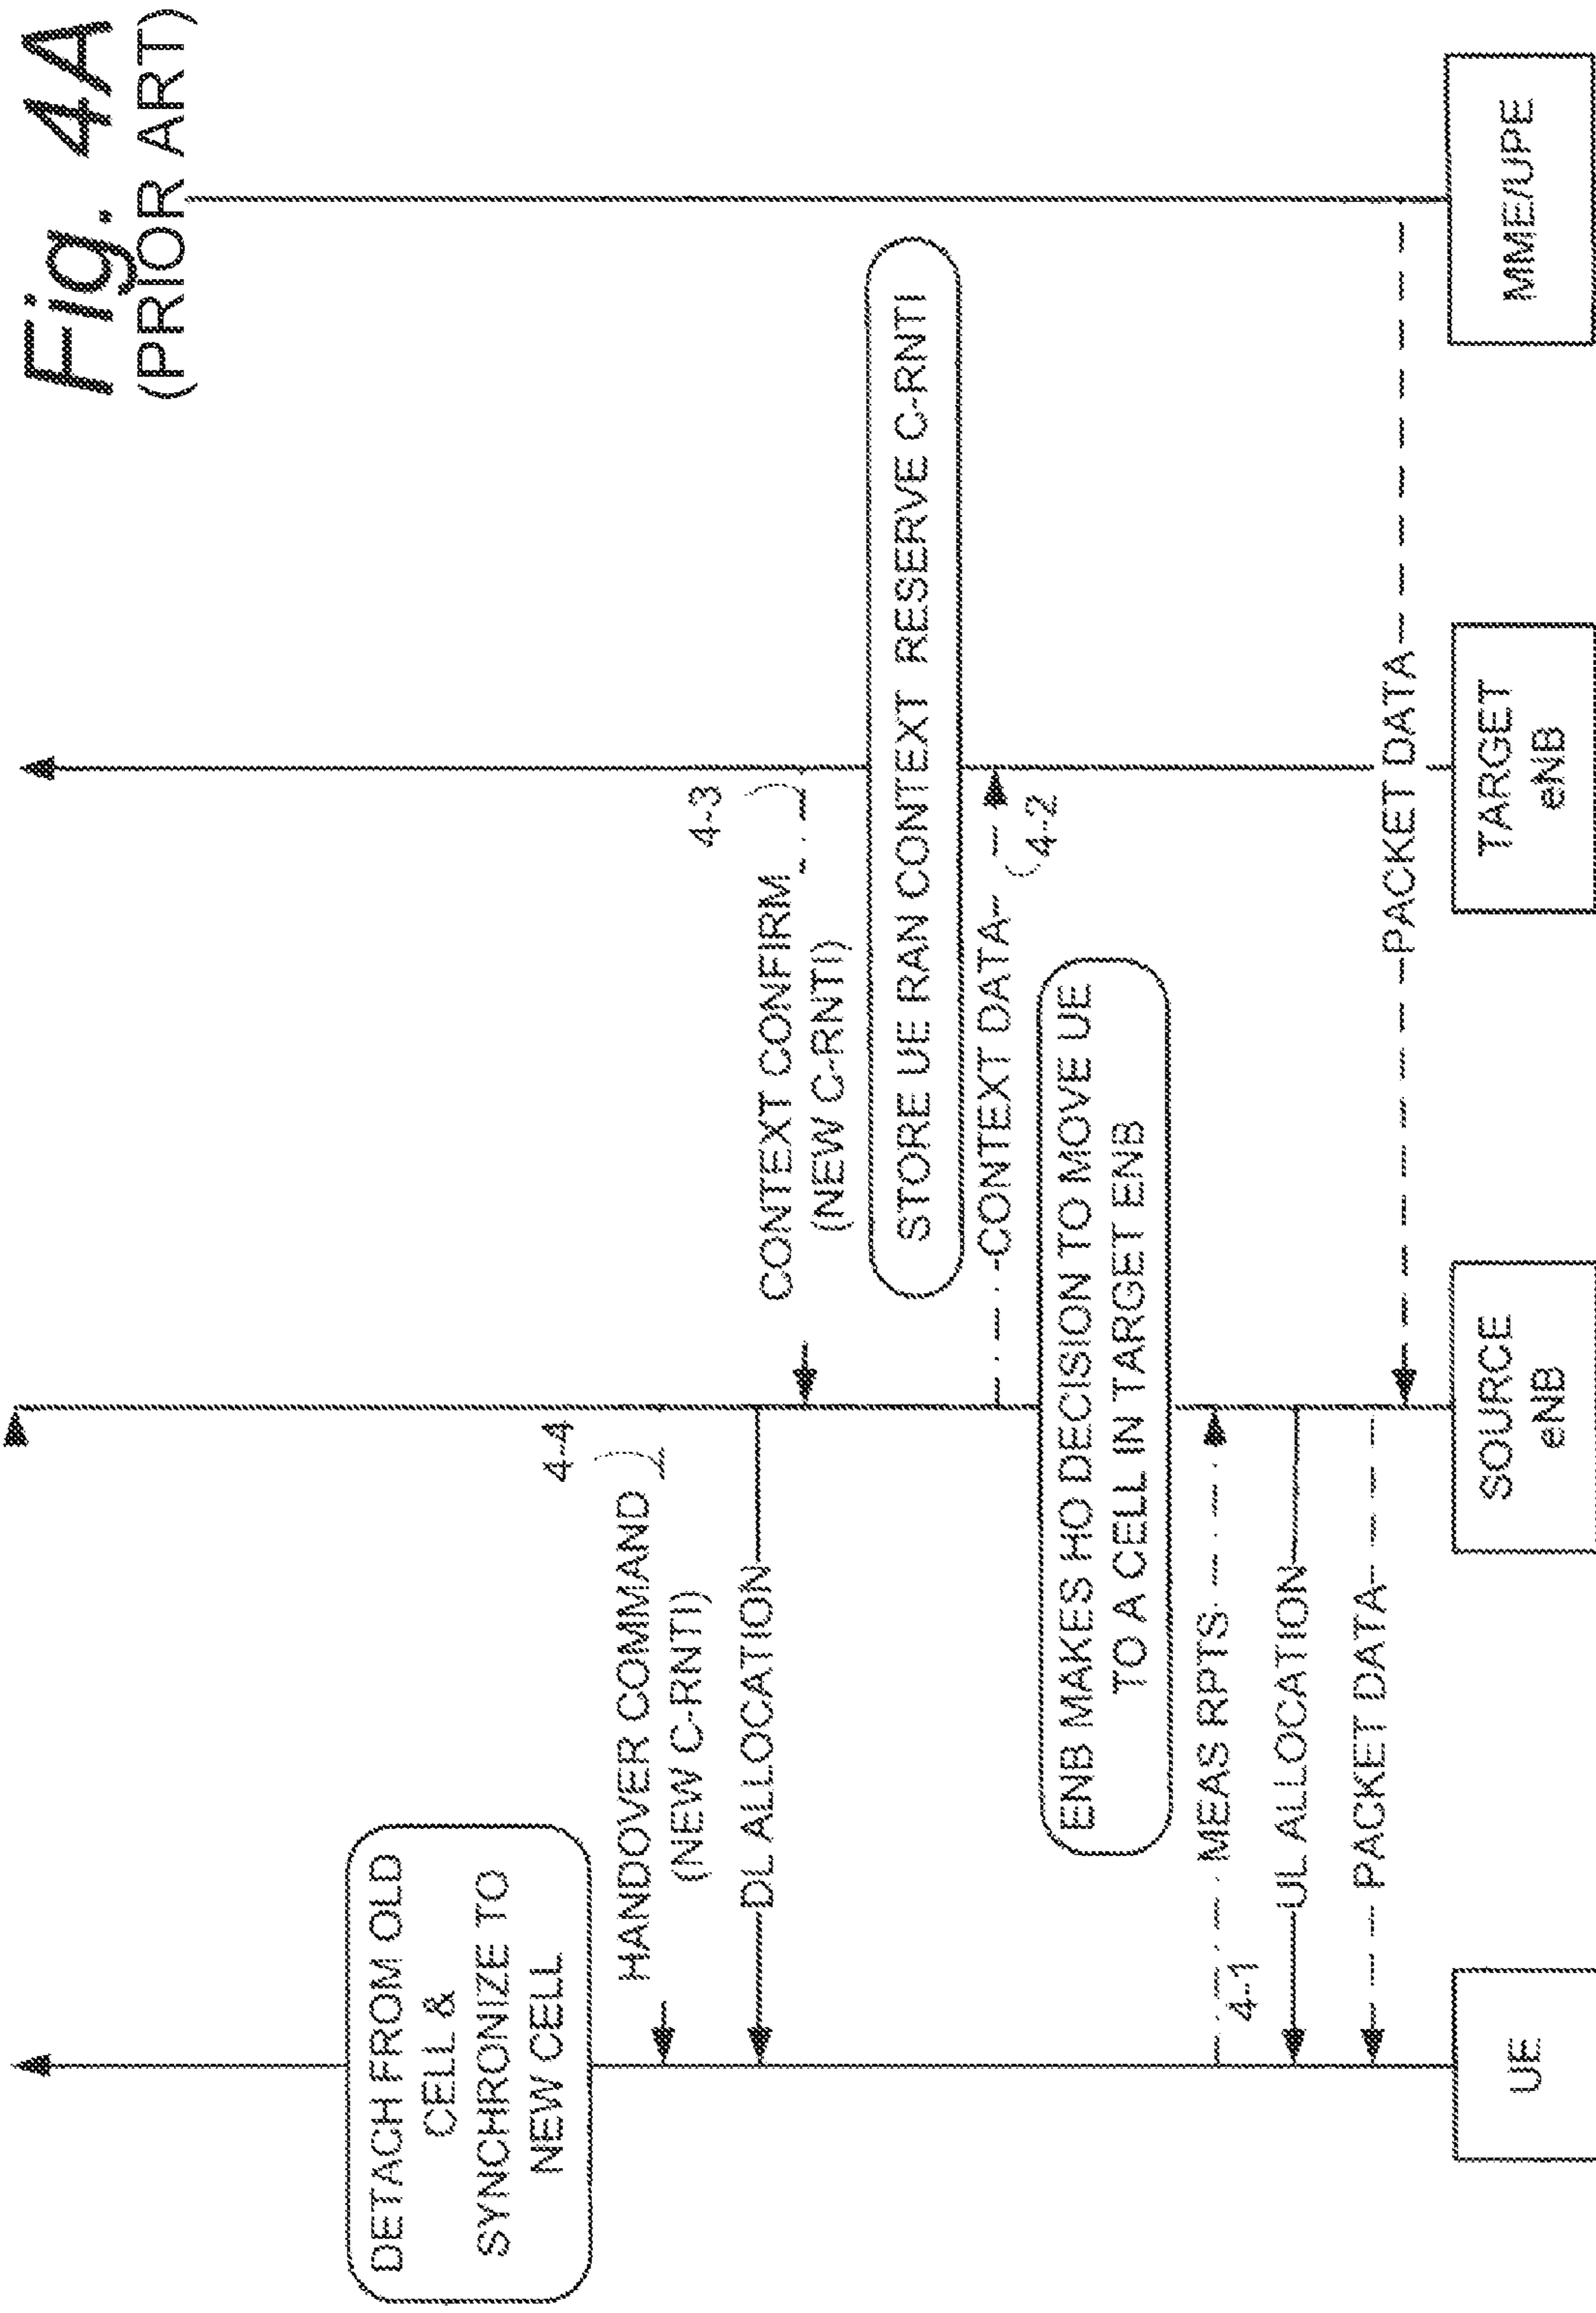 Fig. 4A
(PRIOR ART)
UE
SOURCE
eNB
TARGET
eNB
MME/UPE
PACKET DATA
PACKET DATA
UL ALLOCATION
4-1
MEAS RPTS
ENB MAKES HO DECISION TO MOVE UE
TO A CELL IN TARGET ENB
CONTEXT DATA
4-2
STORE UE RAN CONTEXT RESERVE C-RNTI
CONTEXT CONFIRM
(NEW C-RNTI)
4-3
DL ALLOCATION
HANDOVER COMMAND
(NEW C-RNTI)
4-4
DETACH FROM OLD
CELL &
SYNCHRONIZE TO
NEW CELL